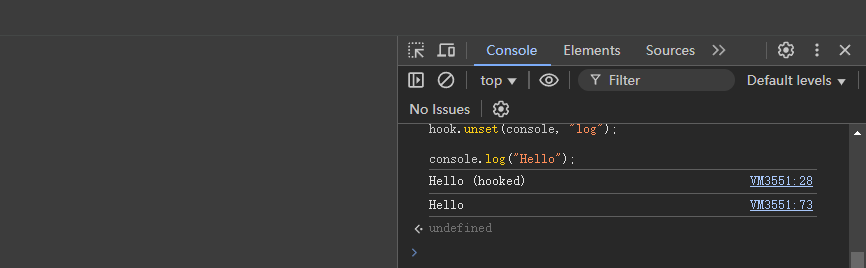 Console Elements Sources
top Filter Default levels
No Issues
hook.unset(console, "log");
console.log("Hello");
Hello (hooked) VM3551:28
Hello VM3551:73
undefined